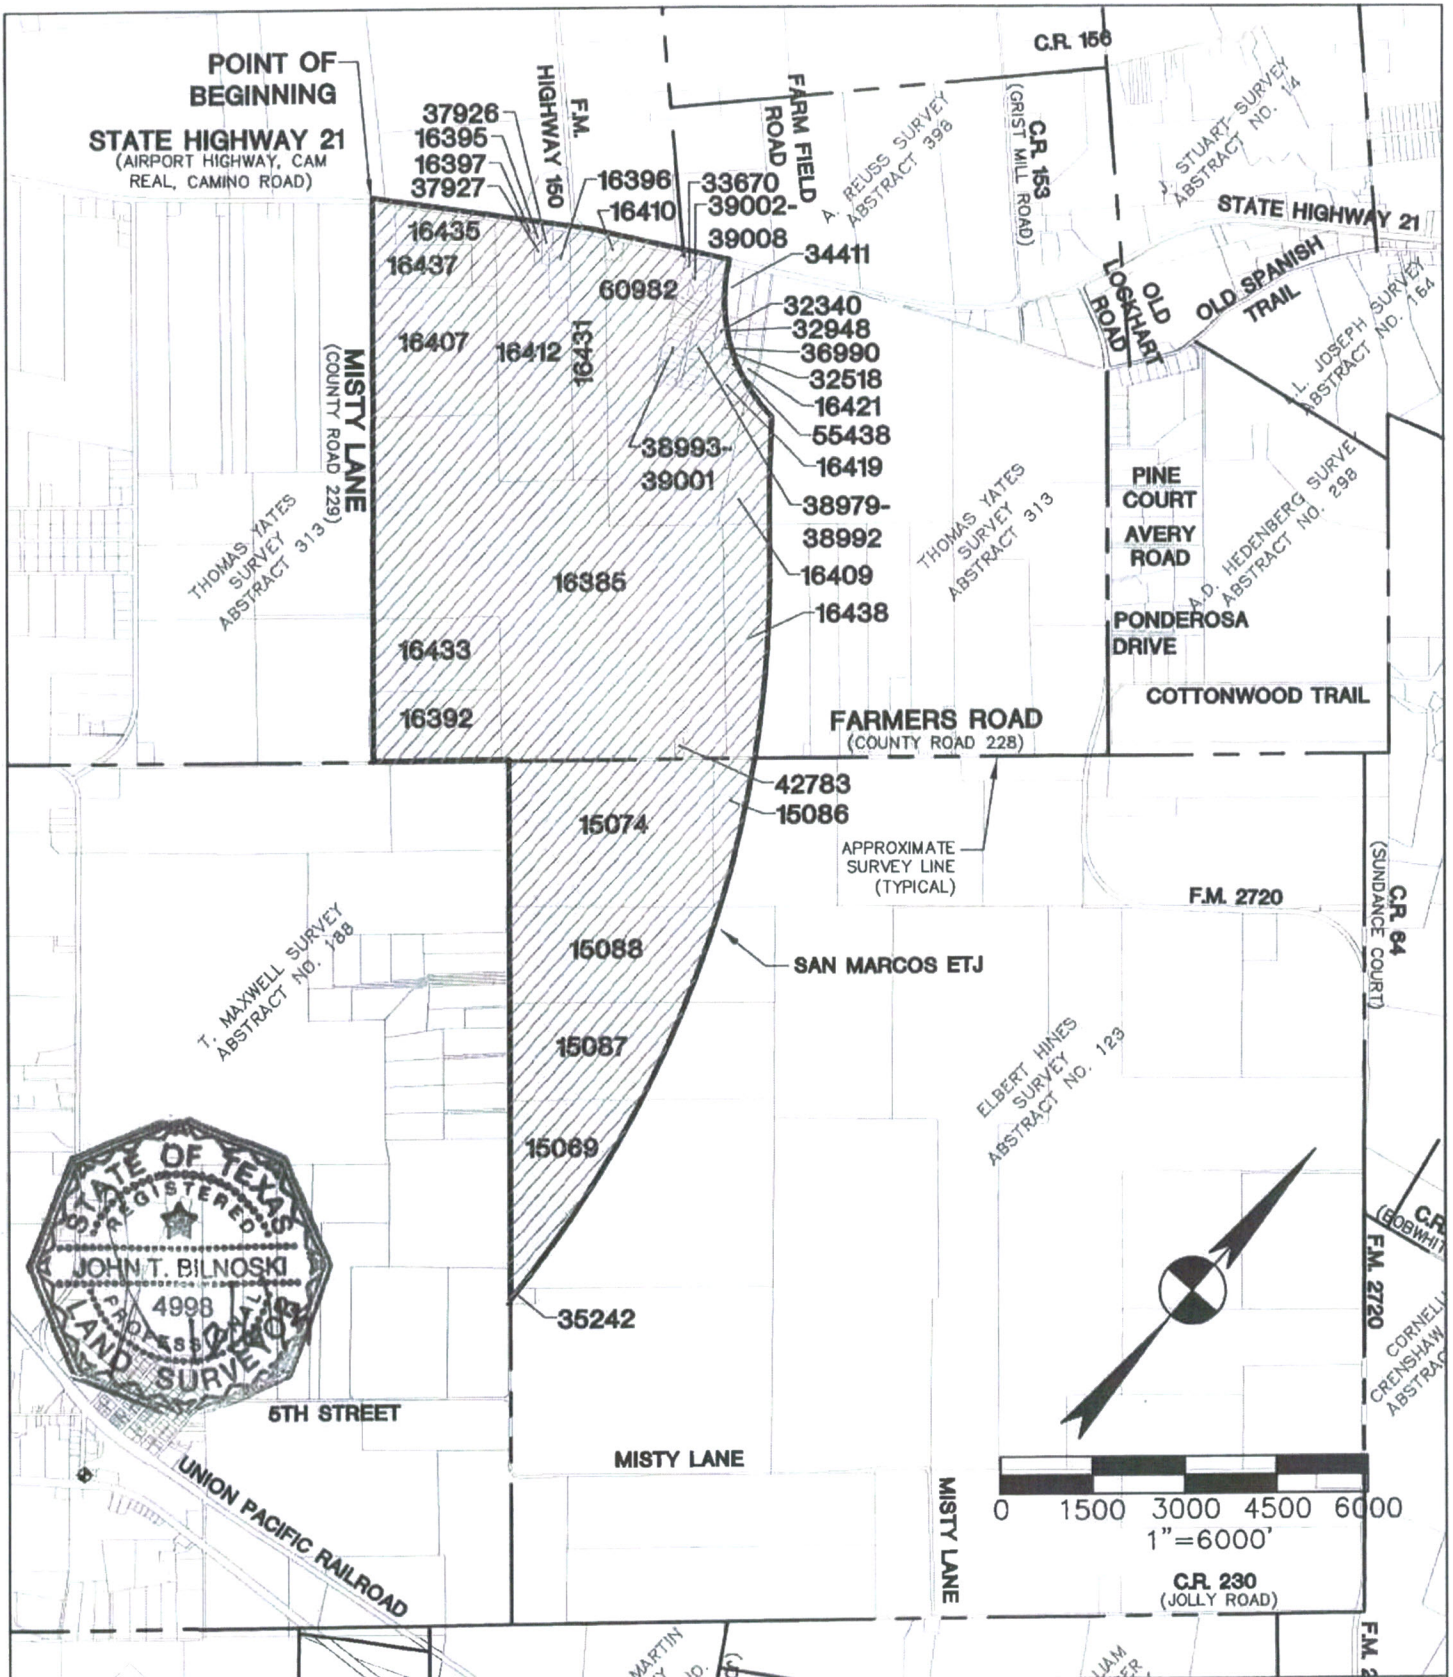 POINT OF
BEGINNING
STATE HIGHWAY 21
(AIRPORT HIGHWAY, CAM
REAL, CAMINO ROAD)
37926
16395
16397
37927
HIGHWAY 150
F.M.
16396
16410
33670
39002-
39008
34411
FARM FIELD
ROAD
C.R. 156
A. REUSS SURVEY
ABSTRACT 398
C.R. 153
(GRIST MILL ROAD)
J. STUART SURVEY
ABSTRACT NO. 14
STATE HIGHWAY 21
OLD SPANISH
TRAIL
OLD
LOCKHART
ROAD
L. JOSEPH SURVEY
ABSTRACT NO. 164
16435
16437
60982
32340
32948
36990
32518
16421
55438
16419
16407
16412
16431
MISTY LANE
(COUNTY ROAD 229)
38993-
39001
38979-
38992
THOMAS YATES
SURVEY
ABSTRACT 313
THOMAS YATES
SURVEY
ABSTRACT 313
PINE
COURT
AVERY
ROAD
A.D. HEDENBERG SURVEY
ABSTRACT NO. 298
16385
16409
16438
PONDEROSA
DRIVE
16433
16392
COTTONWOOD TRAIL
FARMERS ROAD
(COUNTY ROAD 228)
42783
15086
15074
APPROXIMATE
SURVEY LINE
(TYPICAL)
F.M. 2720
C.R. 64
(SUNDANCE COURT)
T. MAXWELL SURVEY
ABSTRACT NO. 188
15088
SAN MARCOS ETJ
15087
ELBERT HINES
SURVEY
ABSTRACT NO. 123
15069
STATE OF TEXAS
REGISTERED
JOHN T. BILNOSKI
4998
PROFESSIONAL
LAND SURVEYOR
35242
C.R.
(BOBWHIT
F.M. 2720
CORNELL
CRENSHAW
ABSTRAC
5TH STREET
MISTY LANE
MISTY LANE
UNION PACIFIC RAILROAD
0 1500 3000 4500 6000
1"=6000'
C.R. 230
(JOLLY ROAD)
MARTIN
F.M. 2